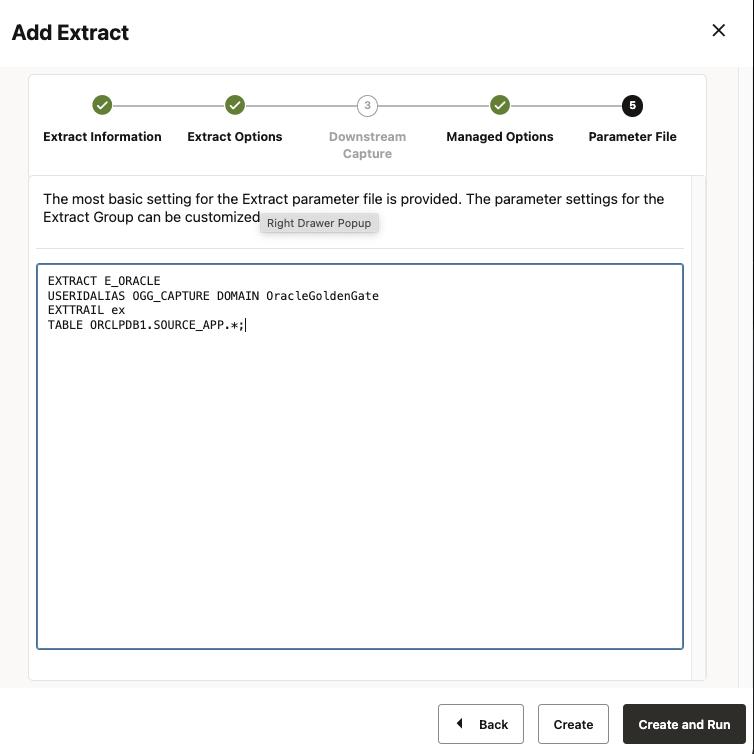 Add Extract
3
5
Extract Information
Extract Options
Downstream
Capture
Managed Options
Parameter File
The most basic setting for the Extract parameter file is provided. The parameter settings for the
Extract Group can be customized
Right Drawer Popup
EXTRACT E_ORACLE
USERIDALIAS OGG_CAPTURE DOMAIN OracleGoldenGate
EXTTRAIL ex
TABLE ORCLPDB1.SOURCE_APP.*;
Back
Create
Create and Run